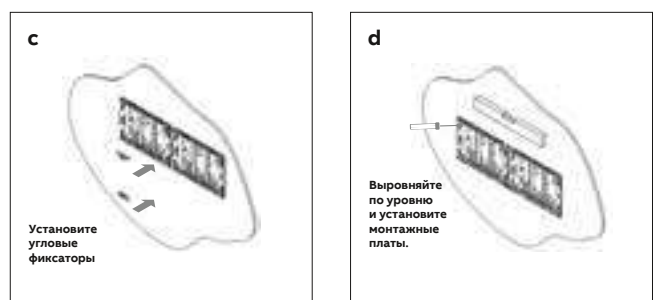 c
Установите
угловые
фиксаторы
d
Выровняйте
по уровню
и установите
монтажные
платы.